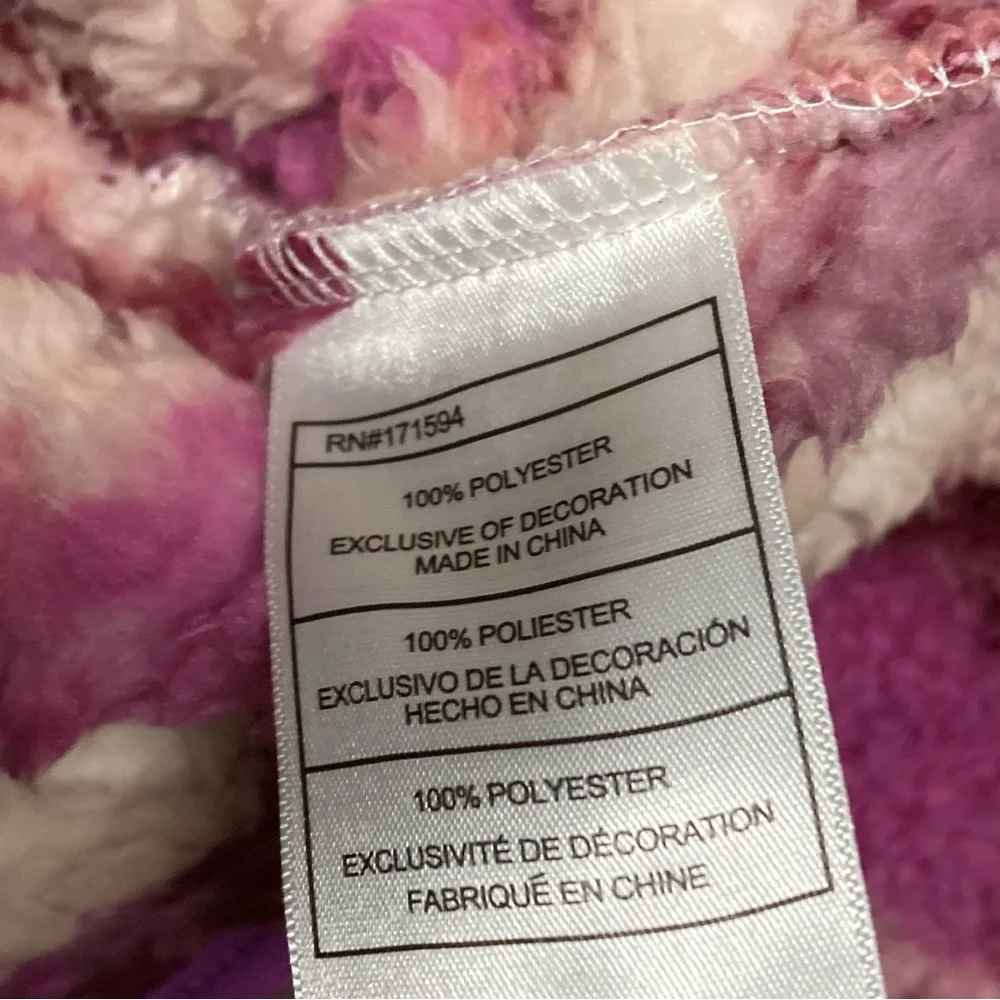 RN#171594
100% POLYESTER
EXCLUSIVE OF DECORATION
MADE IN CHINA
100% POLIESTER
EXCLUSIVO DE LA DECORACIÓN
HECHO EN CHINA
100% POLYESTER
EXCLUSIVITÉ DE DÉCORATION
FABRIQUÉ EN CHINE